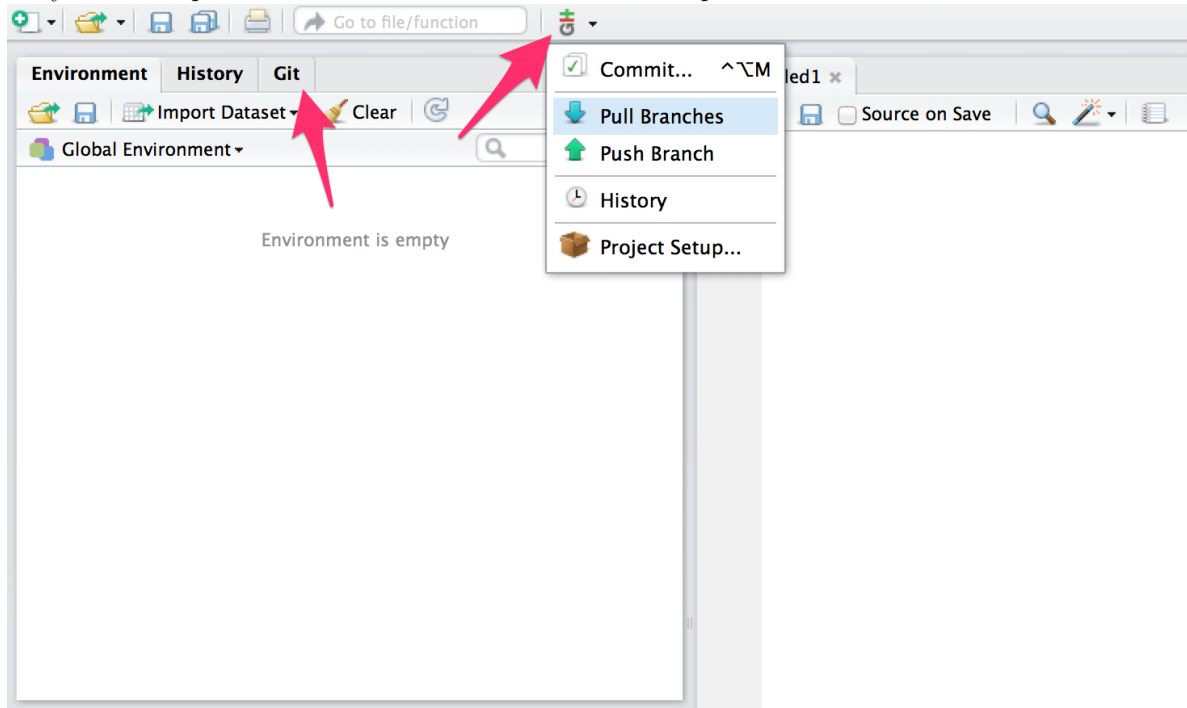 Go to file/function
Git
Environment History Git
Commit... ^⌥M
led1
Import Dataset Clear
Pull Branches
Source on Save
Global Environment
Push Branch
History
Environment is empty
Project Setup...